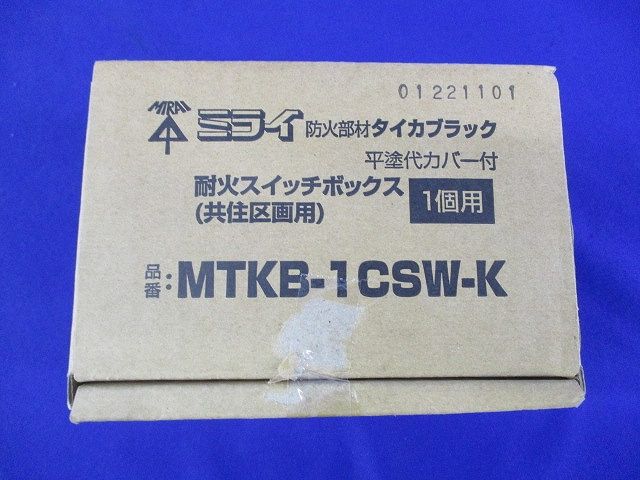 01221101
MIRAI ミライ 防火部材タイカブラック
平塗代カバー付
耐火スイッチボックス
(共住区画用) 1個用
品番:MTKB-1CSW-K